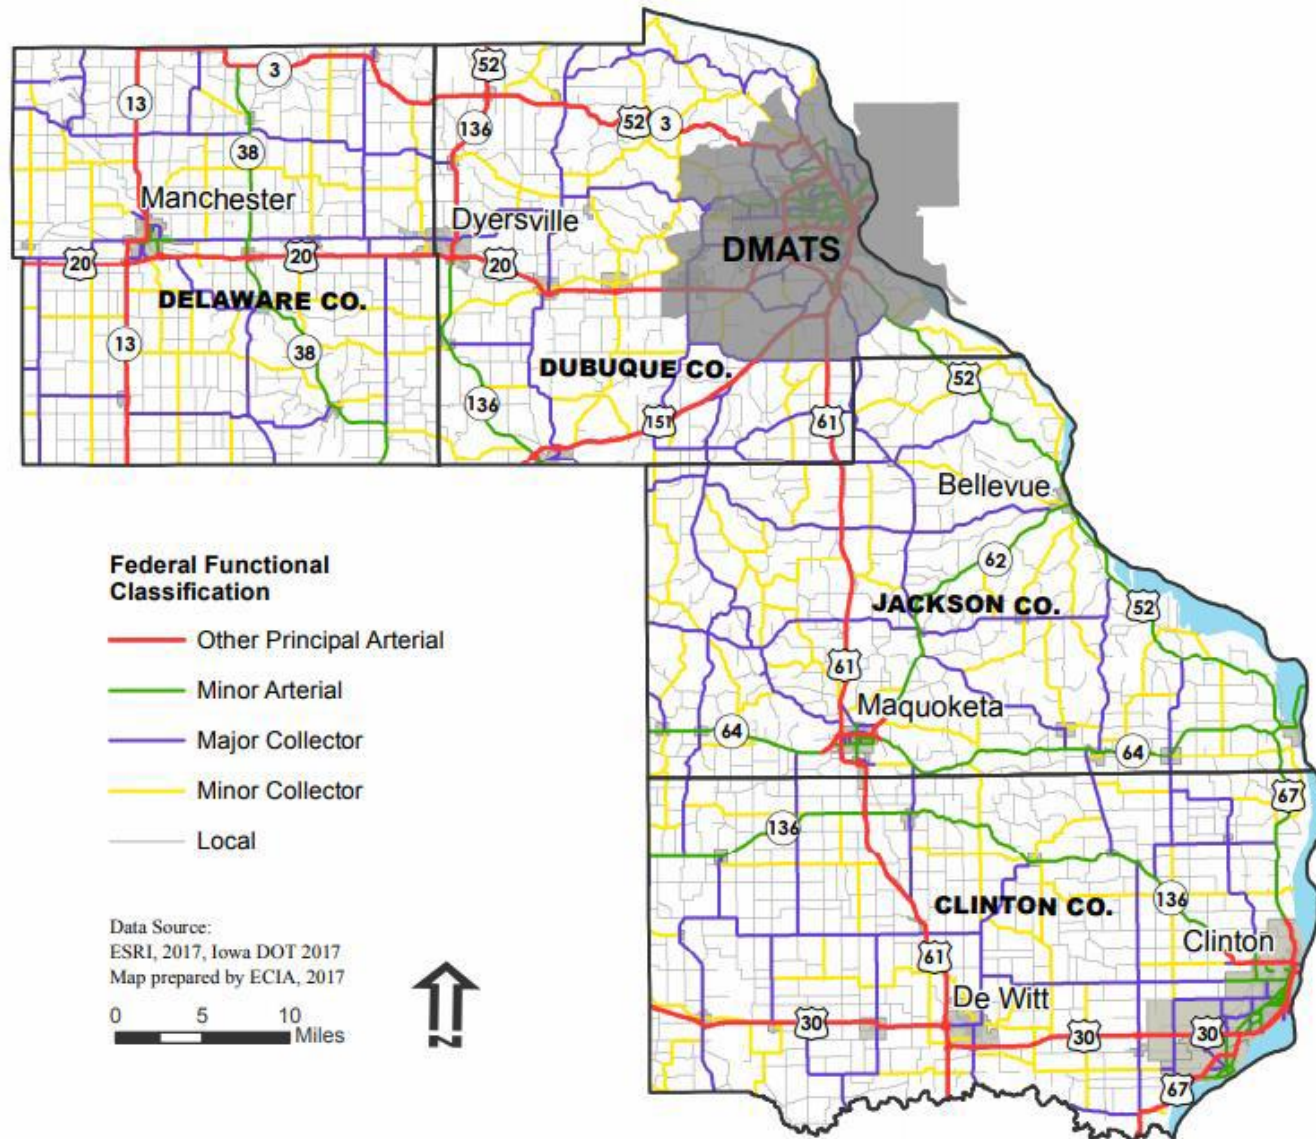 52
3
13
136
52
3
38
Manchester
Dyersville
DMATS
20
20
20
DELAWARE CO.
13
38
DUBUQUE CO.
52
136
151
61
Bellevue
62
JACKSON CO.
52
61
Maquoketa
64
64
67
136
136
CLINTON CO.
Clinton
61
De Witt
30
30
30
67
Federal Functional
Classification
Other Principal Arterial
Minor Arterial
Major Collector
Minor Collector
Local
Data Source:
ESRI, 2017, Iowa DOT 2017
Map prepared by ECIA, 2017
0 5 10
Miles
N